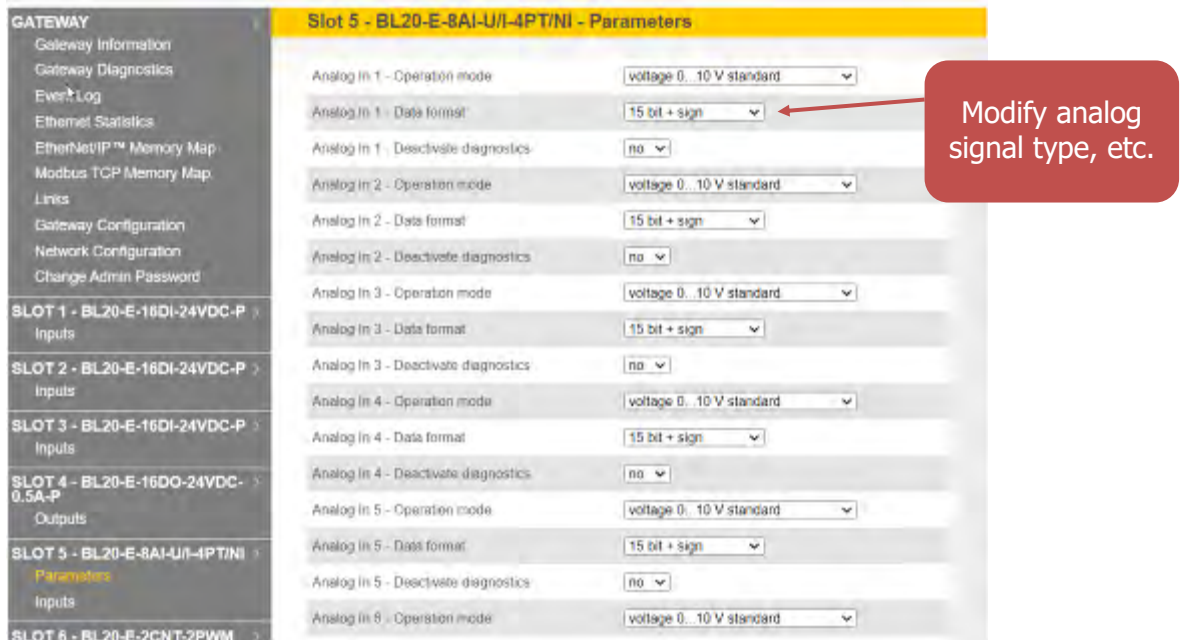 GATEWAY
Gateway Information
Gateway Diagnostics
Event Log
Ethernet Statistics
EtherNet/IP™ Memory Map
Modbus TCP Memory Map
Links
Gateway Configuration
Network Configuration
Change Admin Password
SLOT 1 - BL20-E-16DI-24VDC-P
Inputs
SLOT 2 - BL20-E-16DI-24VDC-P
Inputs
SLOT 3 - BL20-E-16DI-24VDC-P
Inputs
SLOT 4 - BL20-E-16DO-24VDC-
0.5A-P
Outputs
SLOT 5 - BL20-E-8AI-U/I-4PT/NI
Parameters
Inputs
SLOT 6 - BL20-E-2CNT-2PWM
Slot 5 - BL20-E-8AI-U/I-4PT/NI - Parameters
Analog In 1 - Operation mode voltage 0...10 V standard
Analog In 1 - Data format 15 bit + sign
Analog In 1 - Deactivate diagnostics no
Analog In 2 - Operation mode voltage 0...10 V standard
Analog In 2 - Data format 15 bit + sign
Analog In 2 - Deactivate diagnostics no
Analog In 3 - Operation mode voltage 0...10 V standard
Analog In 3 - Data format 15 bit + sign
Analog In 3 - Deactivate diagnostics no
Analog In 4 - Operation mode voltage 0...10 V standard
Analog In 4 - Data format 15 bit + sign
Analog In 4 - Deactivate diagnostics no
Analog In 5 - Operation mode voltage 0...10 V standard
Analog In 5 - Data format 15 bit + sign
Analog In 5 - Deactivate diagnostics no
Analog In 6 - Operation mode voltage 0...10 V standard
Modify analog
signal type, etc.